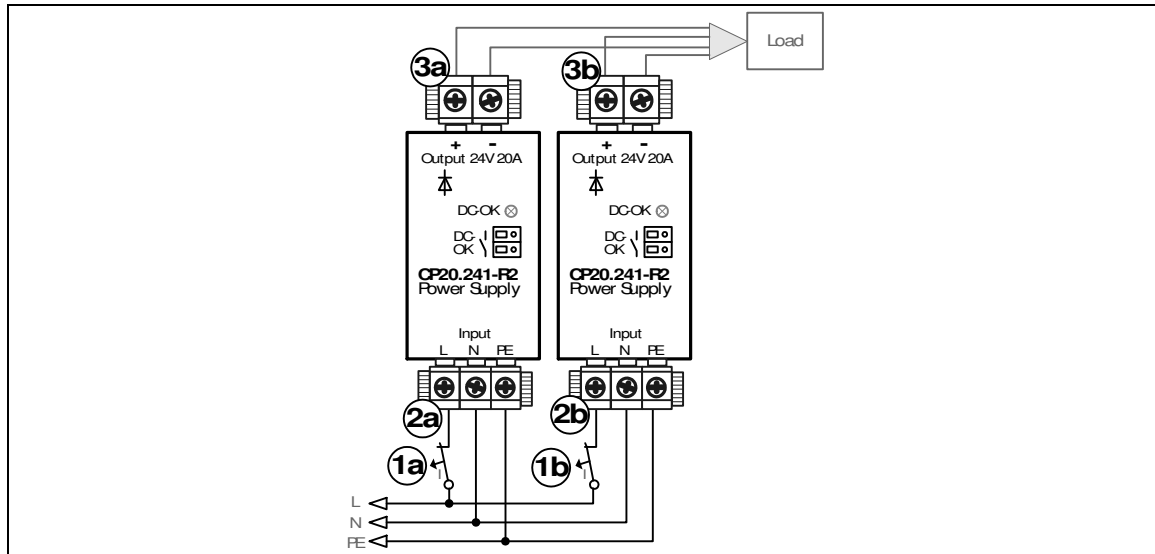 Load
3a
3b
+ -
Output 24V 20A
DC-OK
DC-
OK
CP20.241-R2
Power Supply
Input
L N PE
+ -
Output 24V 20A
DC-OK
DC-
OK
CP20.241-R2
Power Supply
Input
L N PE
2a
2b
1a
I
1b
I
L
N
PE